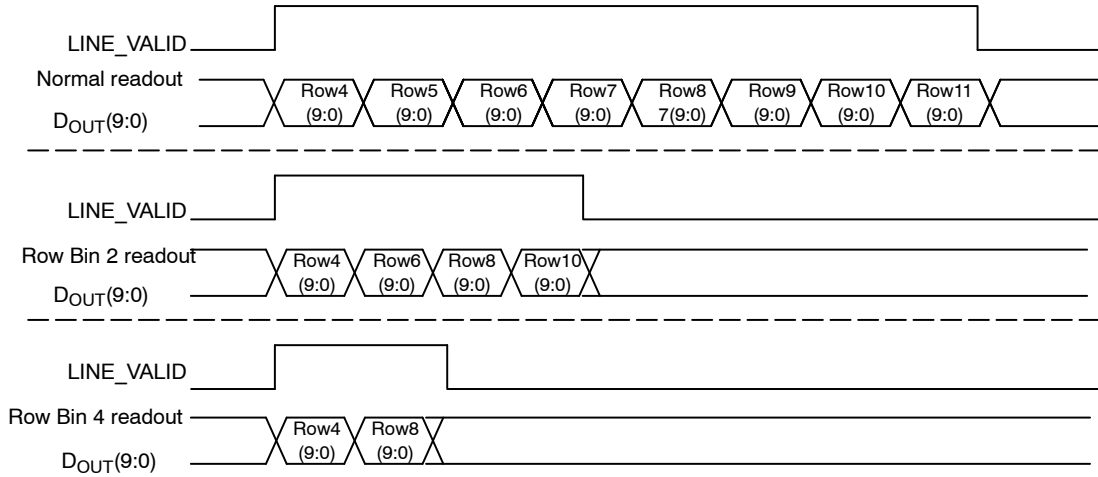 LINE_VALID
Normal readout
Row4 Row5 Row6 Row7 Row8 Row9 Row10 Row11
(9:0) (9:0) (9:0) (9:0) 7(9:0) (9:0) (9:0) (9:0)
DOUT(9:0)
LINE_VALID
Row Bin 2 readout
Row4 Row6 Row8 Row10
(9:0) (9:0) (9:0) (9:0)
DOUT(9:0)
LINE_VALID
Row Bin 4 readout
Row4 Row8
(9:0) (9:0)
DOUT(9:0)